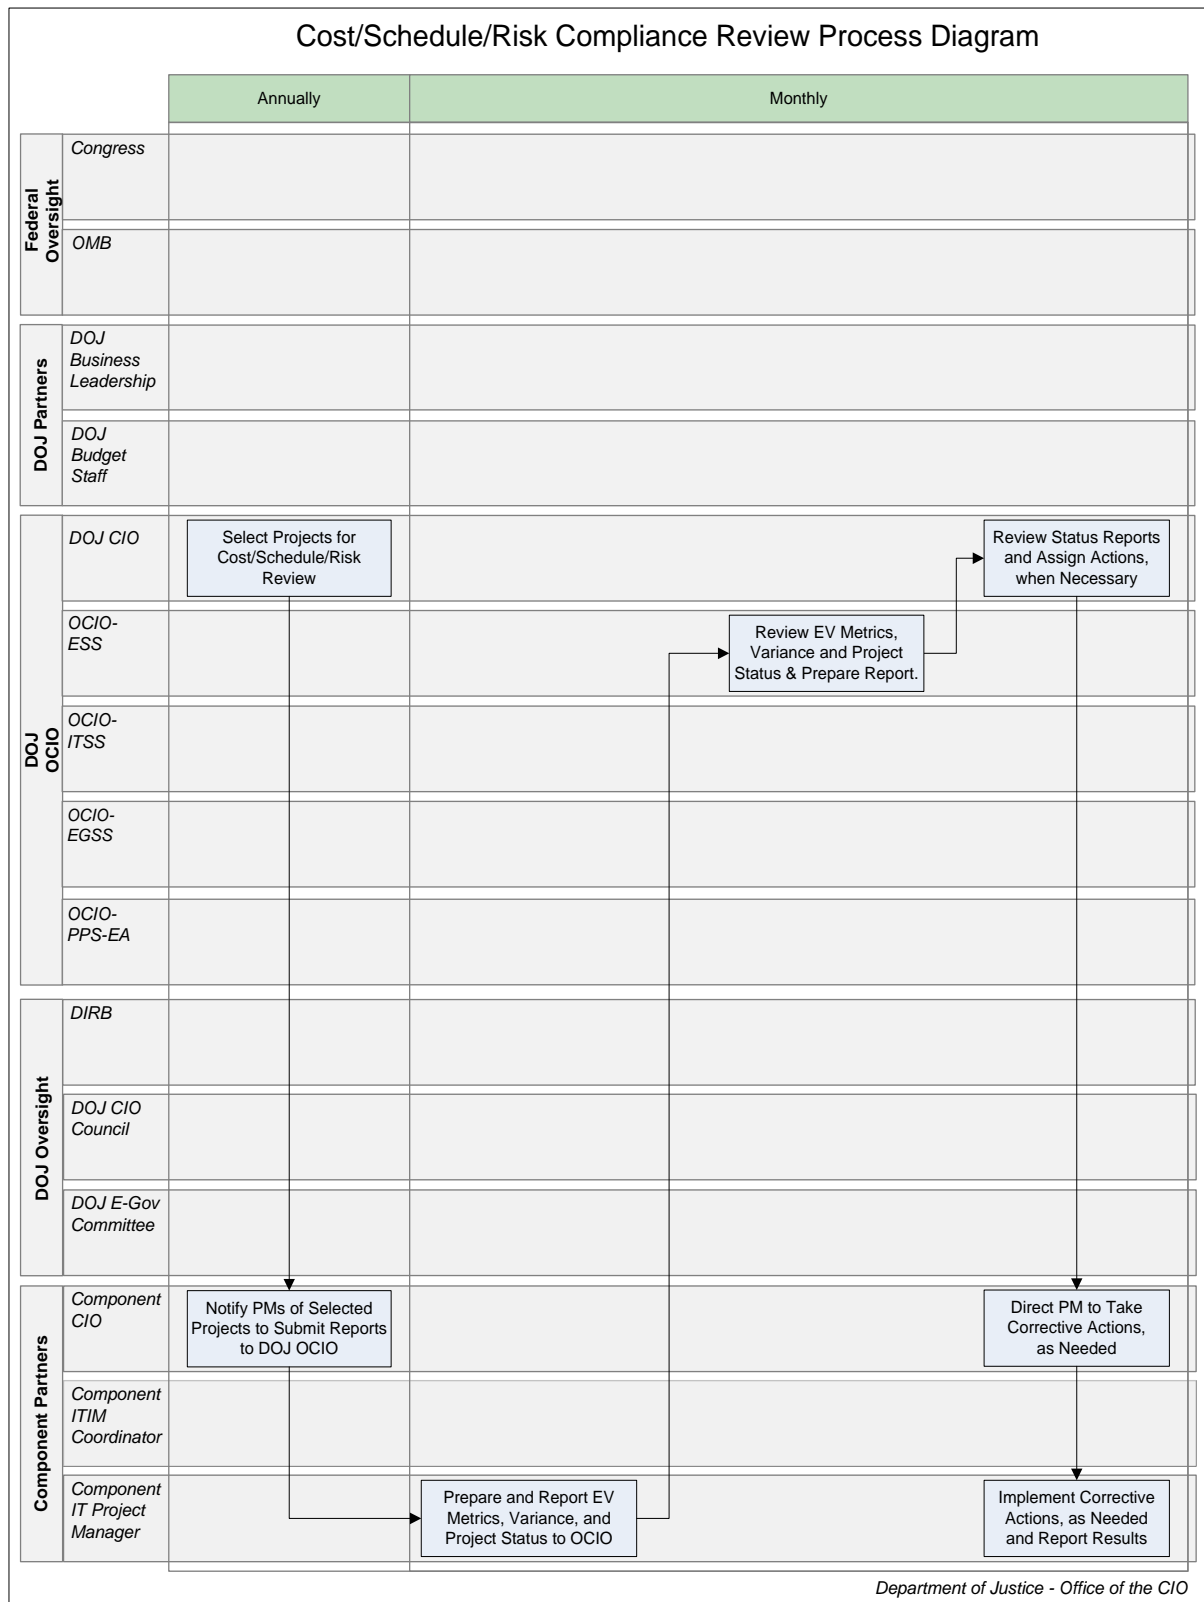 Cost/Schedule/Risk Compliance Review Process Diagram
Annually
Monthly
Federal
Oversight
Congress
OMB
DOJ Partners
DOJ
Business
Leadership
DOJ
Budget
Staff
DOJ
OCIO
DOJ CIO
Select Projects for
Cost/Schedule/Risk
Review
Review Status Reports
and Assign Actions,
when Necessary
OCIO-
ESS
Review EV Metrics,
Variance and Project
Status & Prepare Report.
OCIO-
ITSS
OCIO-
EGSS
OCIO-
PPS-EA
DOJ Oversight
DIRB
DOJ CIO
Council
DOJ E-Gov
Committee
Component Partners
Component
CIO
Notify PMs of Selected
Projects to Submit Reports
to DOJ OCIO
Direct PM to Take
Corrective Actions,
as Needed
Component
ITIM
Coordinator
Component
IT Project
Manager
Prepare and Report EV
Metrics, Variance, and
Project Status to OCIO
Implement Corrective
Actions, as Needed
and Report Results
Department of Justice - Office of the CIO